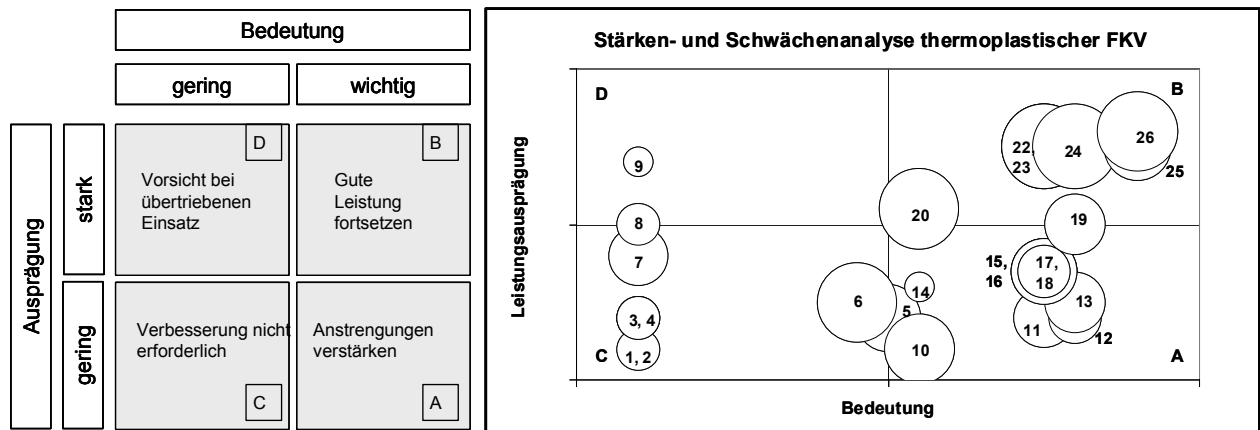 Bedeutung
gering
wichtig
Ausprägung
stark
gering
D
Vorsicht bei
übertriebenen
Einsatz
B
Gute
Leistung
fortsetzen
Verbesserung nicht
erforderlich
C
Anstrengungen
verstärken
A
Stärken- und Schwächenanalyse thermoplastischer FKV
Leistungsausprägung
D
B
9
22,
23
24
26
25
8
20
19
7
15,
16
17,
18
14
6
5
13
3, 4
11
12
1, 2
10
C
A
Bedeutung